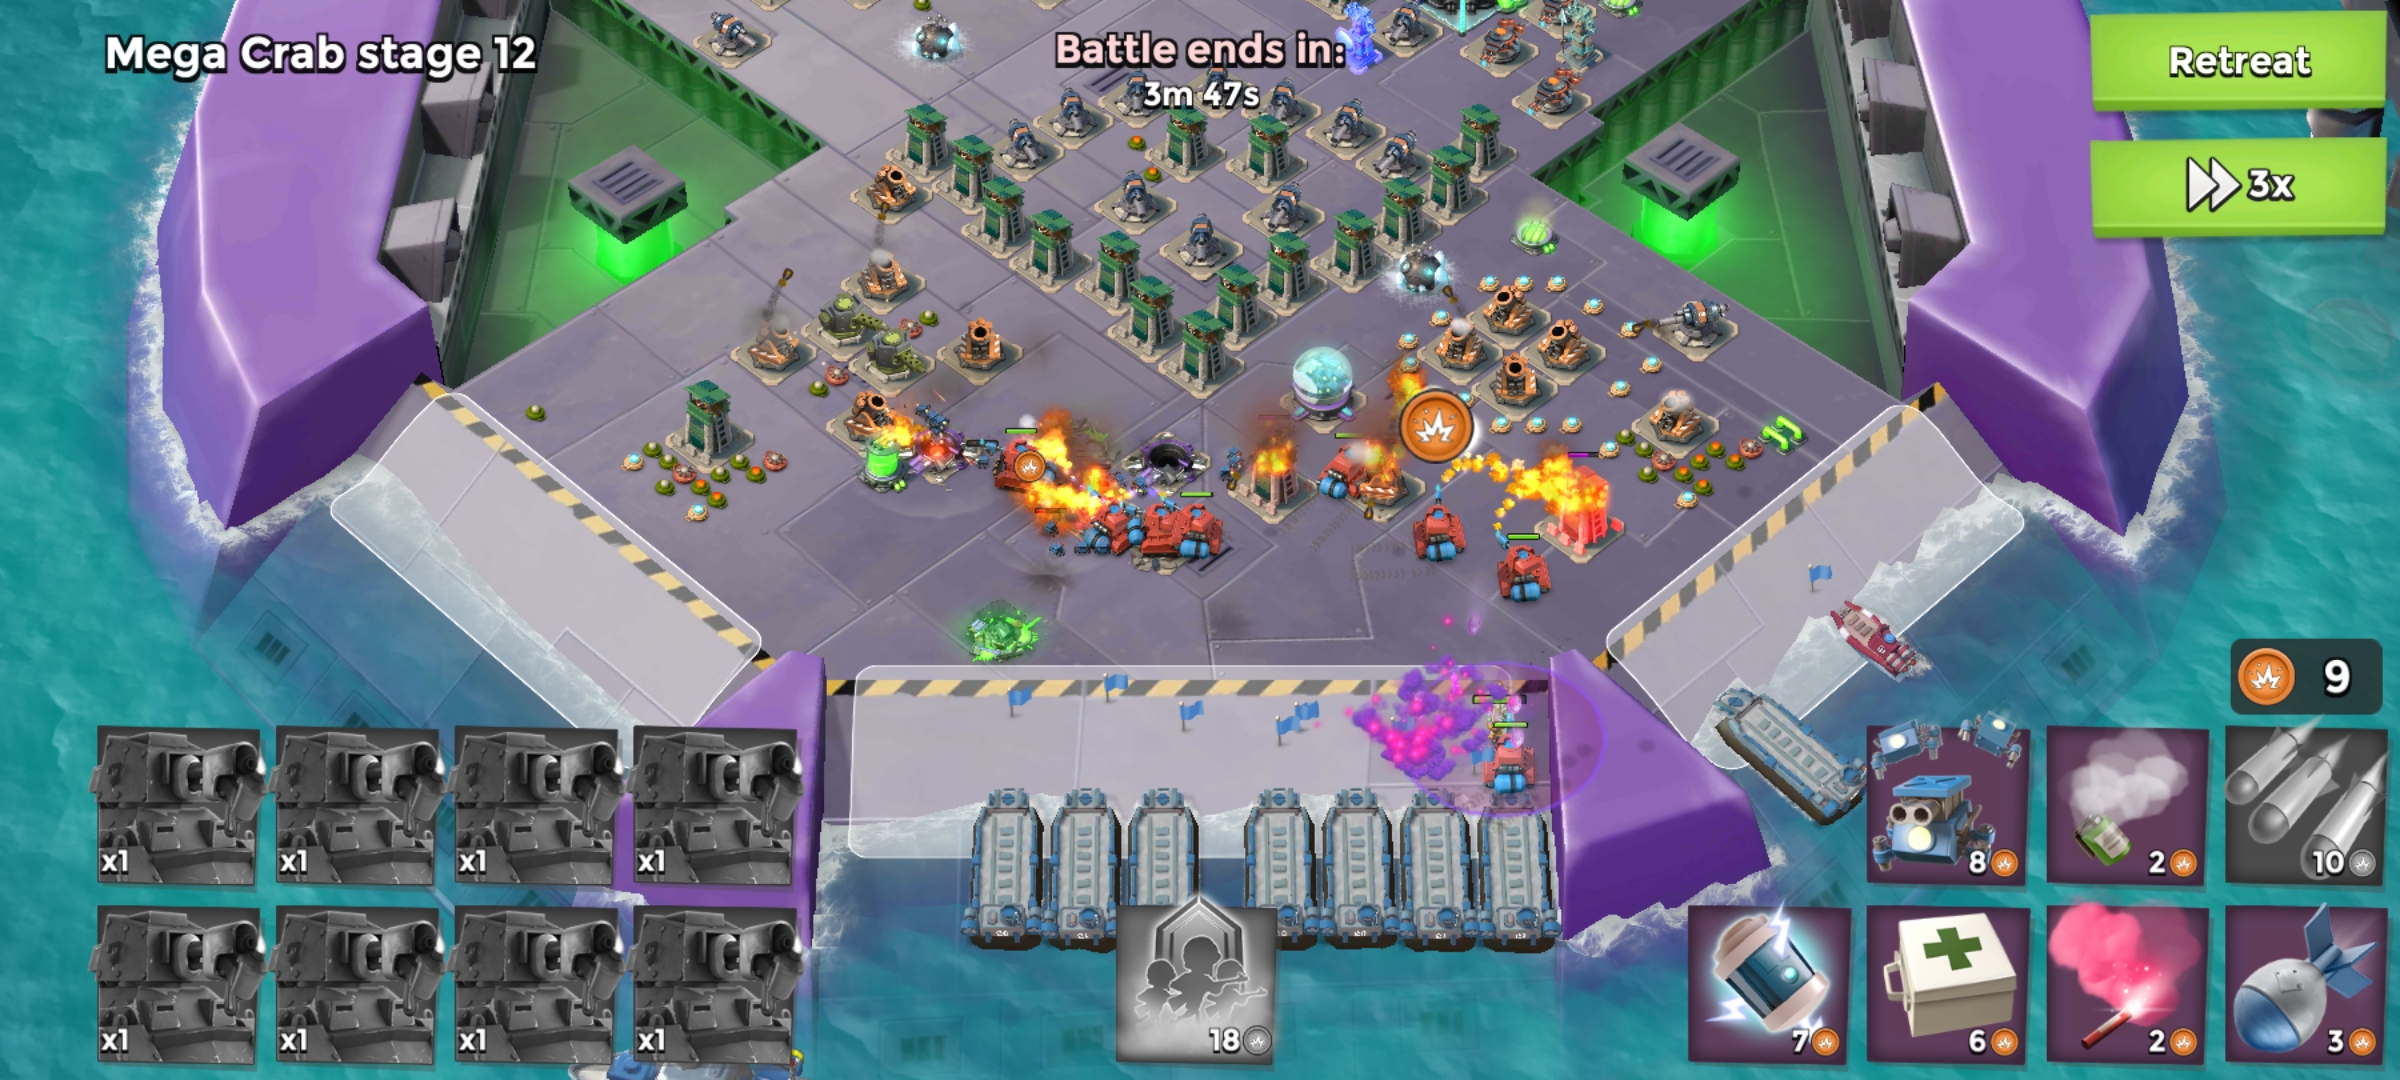 Mega Crab stage 12
Battle ends in:
3m 47s
Retreat
3x
9
8
2
10
x1
x1
x1
x1
x1
x1
x1
x1
18
7
6
2
3